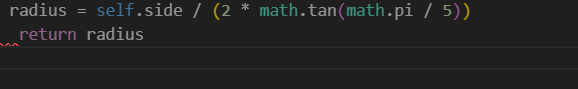 radius = self.side / (2 * math.tan(math.pi / 5))
return radius